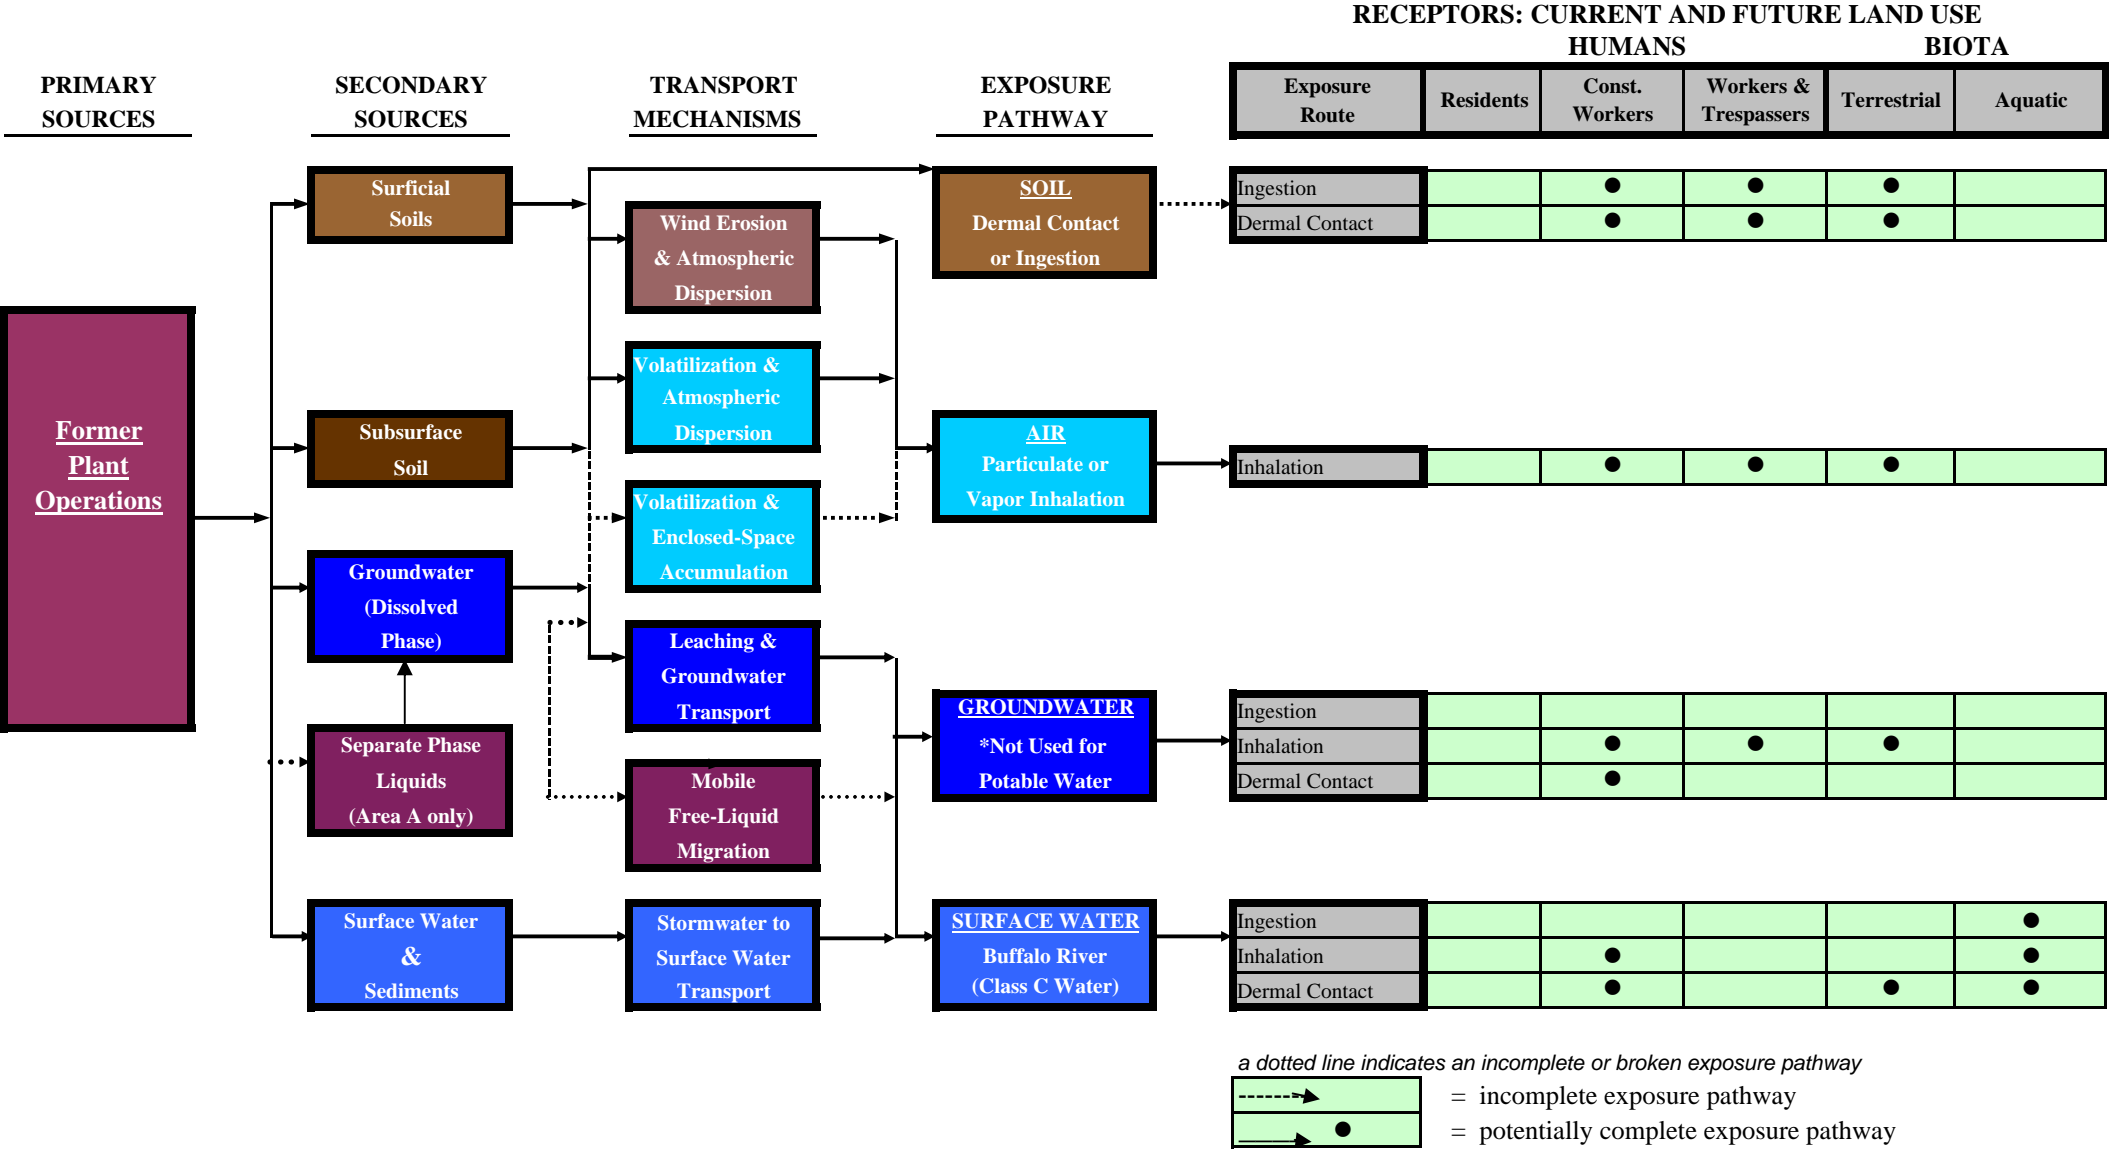 RECEPTORS: CURRENT AND FUTURE LAND USE
HUMANS
BIOTA
PRIMARY
SOURCES
SECONDARY
SOURCES
TRANSPORT
MECHANISMS
EXPOSURE
PATHWAY
Exposure
Route
Residents
Const.
Workers
Workers &
Trespassers
Terrestrial
Aquatic
Former
Plant
Operations
Surficial
Soils
Subsurface
Soil
Groundwater
(Dissolved
Phase)
Separate Phase
Liquids
(Area A only)
Surface Water
&
Sediments
Wind Erosion
& Atmospheric
Dispersion
Volatilization &
Atmospheric
Dispersion
Volatilization &
Enclosed-Space
Accumulation
Leaching &
Groundwater
Transport
Mobile
Free-Liquid
Migration
Stormwater to
Surface Water
Transport
SOIL
Dermal Contact
or Ingestion
AIR
Particulate or
Vapor Inhalation
GROUNDWATER
*Not Used for
Potable Water
SURFACE WATER
Buffalo River
(Class C Water)
Ingestion
Dermal Contact
Inhalation
Ingestion
Inhalation
Dermal Contact
Ingestion
Inhalation
Dermal Contact
a dotted line indicates an incomplete or broken exposure pathway
= incomplete exposure pathway
= potentially complete exposure pathway